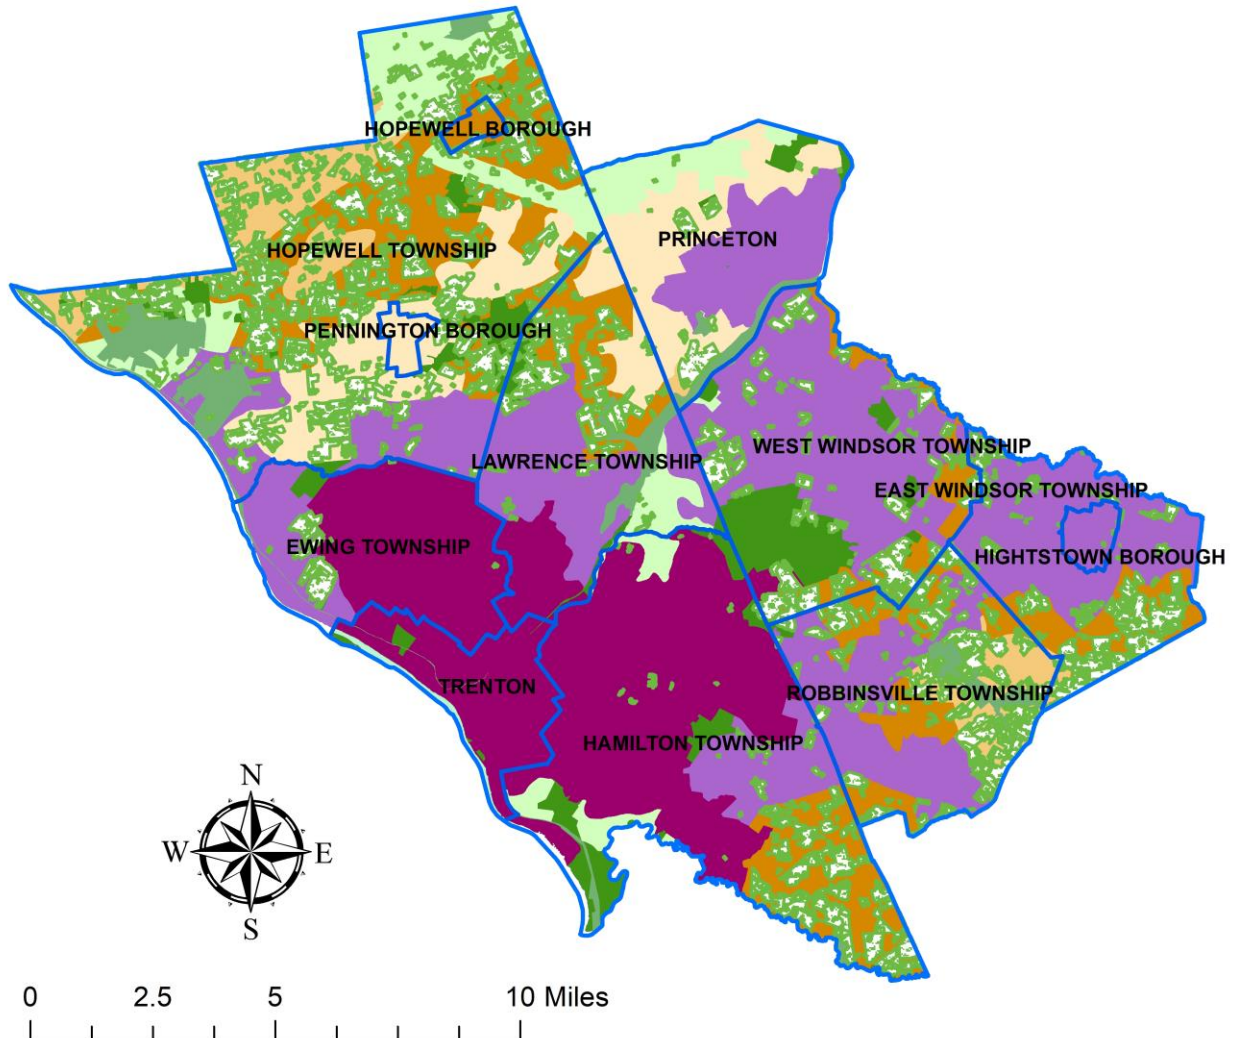 HOPEWELL BOROUGH
PRINCETON
HOPEWELL TOWNSHIP
PENNINGTON BOROUGH
WEST WINDSOR TOWNSHIP
LAWRENCE TOWNSHIP
EAST WINDSOR TOWNSHIP
EWING TOWNSHIP
HIGHTSTOWN BOROUGH
TRENTON
ROBBINSVILLE TOWNSHIP
HAMILTON TOWNSHIP
N
W E
S
0 2.5 5 10 Miles